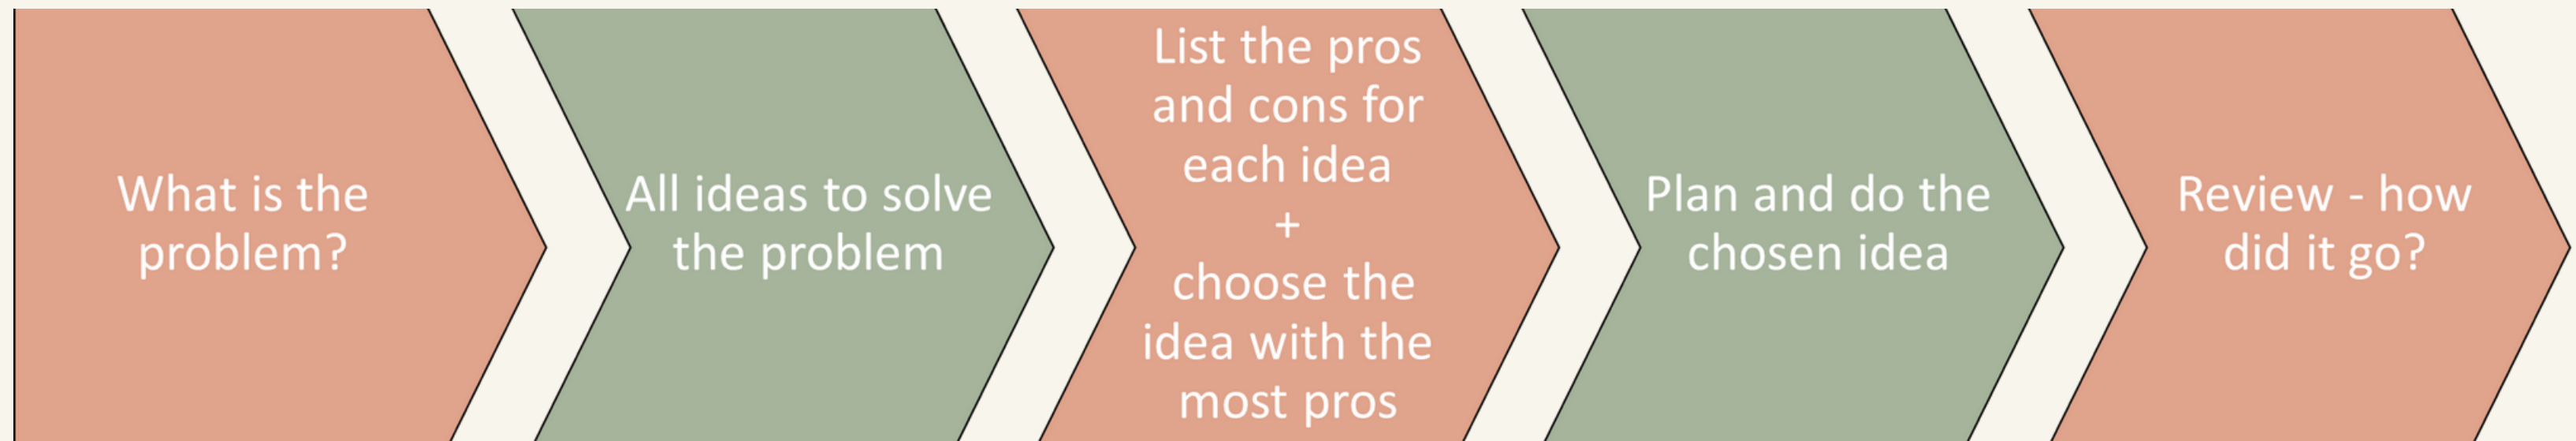 What is the
problem?
All ideas to solve
the problem
List the pros
and cons for
each idea
+
choose the
idea with the
most pros
Plan and do the
chosen idea
Review - how
did it go?